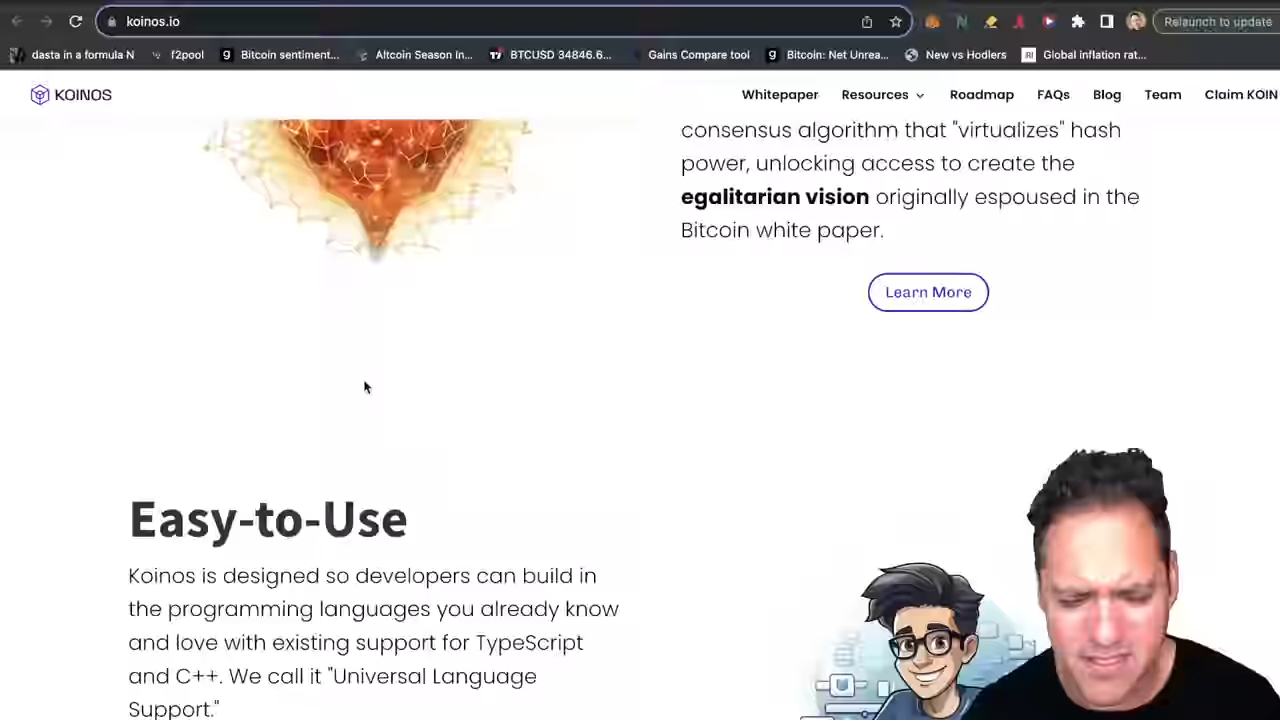 koinos.io
Relaunch to update
dasta in a formula N
f2pool
Bitcoin sentiment...
Altcoin Season In...
BTCUSD 34846.6...
Gains Compare tool
Bitcoin: Net Unrea...
New vs Hodlers
RI
Global inflation rat...
KOINOS
Whitepaper
Resources
Roadmap
FAQs
Blog
Team
Claim KOIN
consensus algorithm that "virtualizes" hash
power, unlocking access to create the
egalitarian vision originally espoused in the
Bitcoin white paper.
Learn More
Easy-to-Use
Koinos is designed so developers can build in
the programming languages you already know
and love with existing support for TypeScript
and C++. We call it "Universal Language
Support."